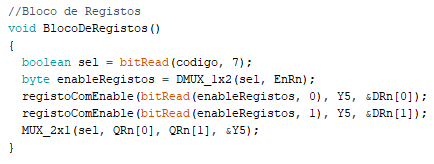 //Bloco de Registos
void BlocoDeRegistos()
{
boolean sel = bitRead(codigo, 7);
byte enableRegistos = DMUX_1x2(sel, EnRn);
registoComEnable(bitRead(enableRegistos, 0), Y5, &DRn[0]);
registoComEnable(bitRead(enableRegistos, 1), Y5, &DRn[1]);
MUX_2x1(sel, QRn[0], QRn[1], &Y5);
}